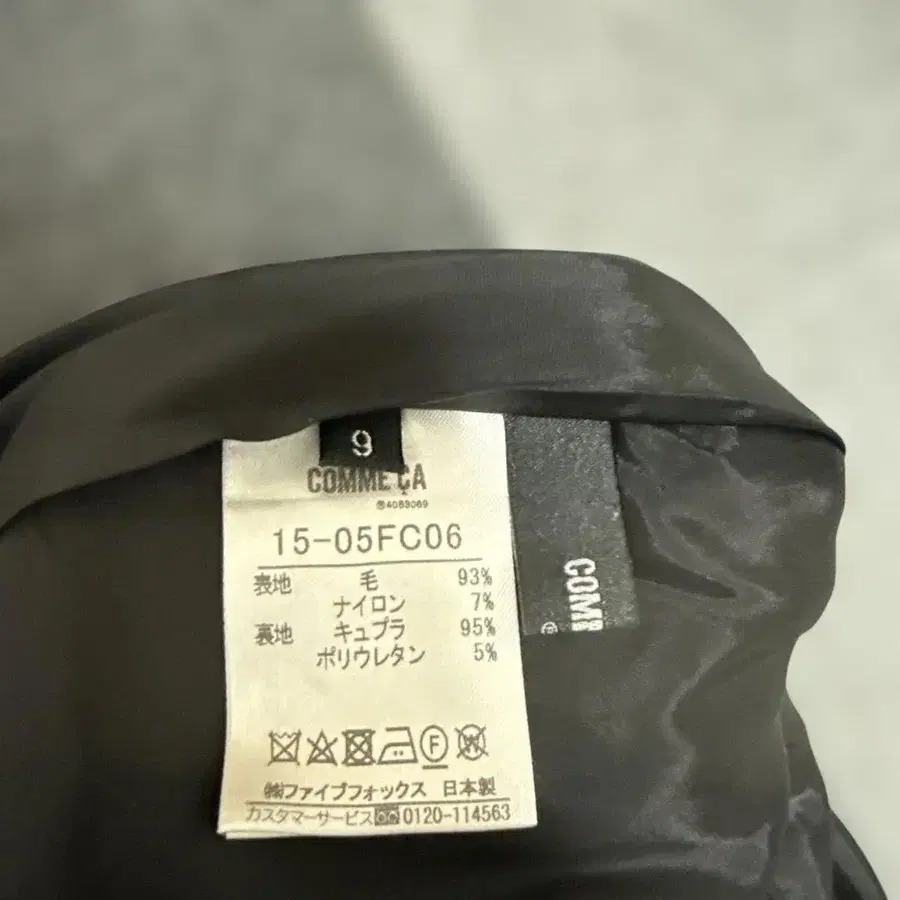 9
COMME ÇA
Ⓟ4083069
15-05FC06
表地 毛 93%
ナイロン 7%
裏地 キュプラ 95%
ポリウレタン 5%
F
W
㈱ファイブフォックス 日本製
カスタマーサービス 0120-114563
COM